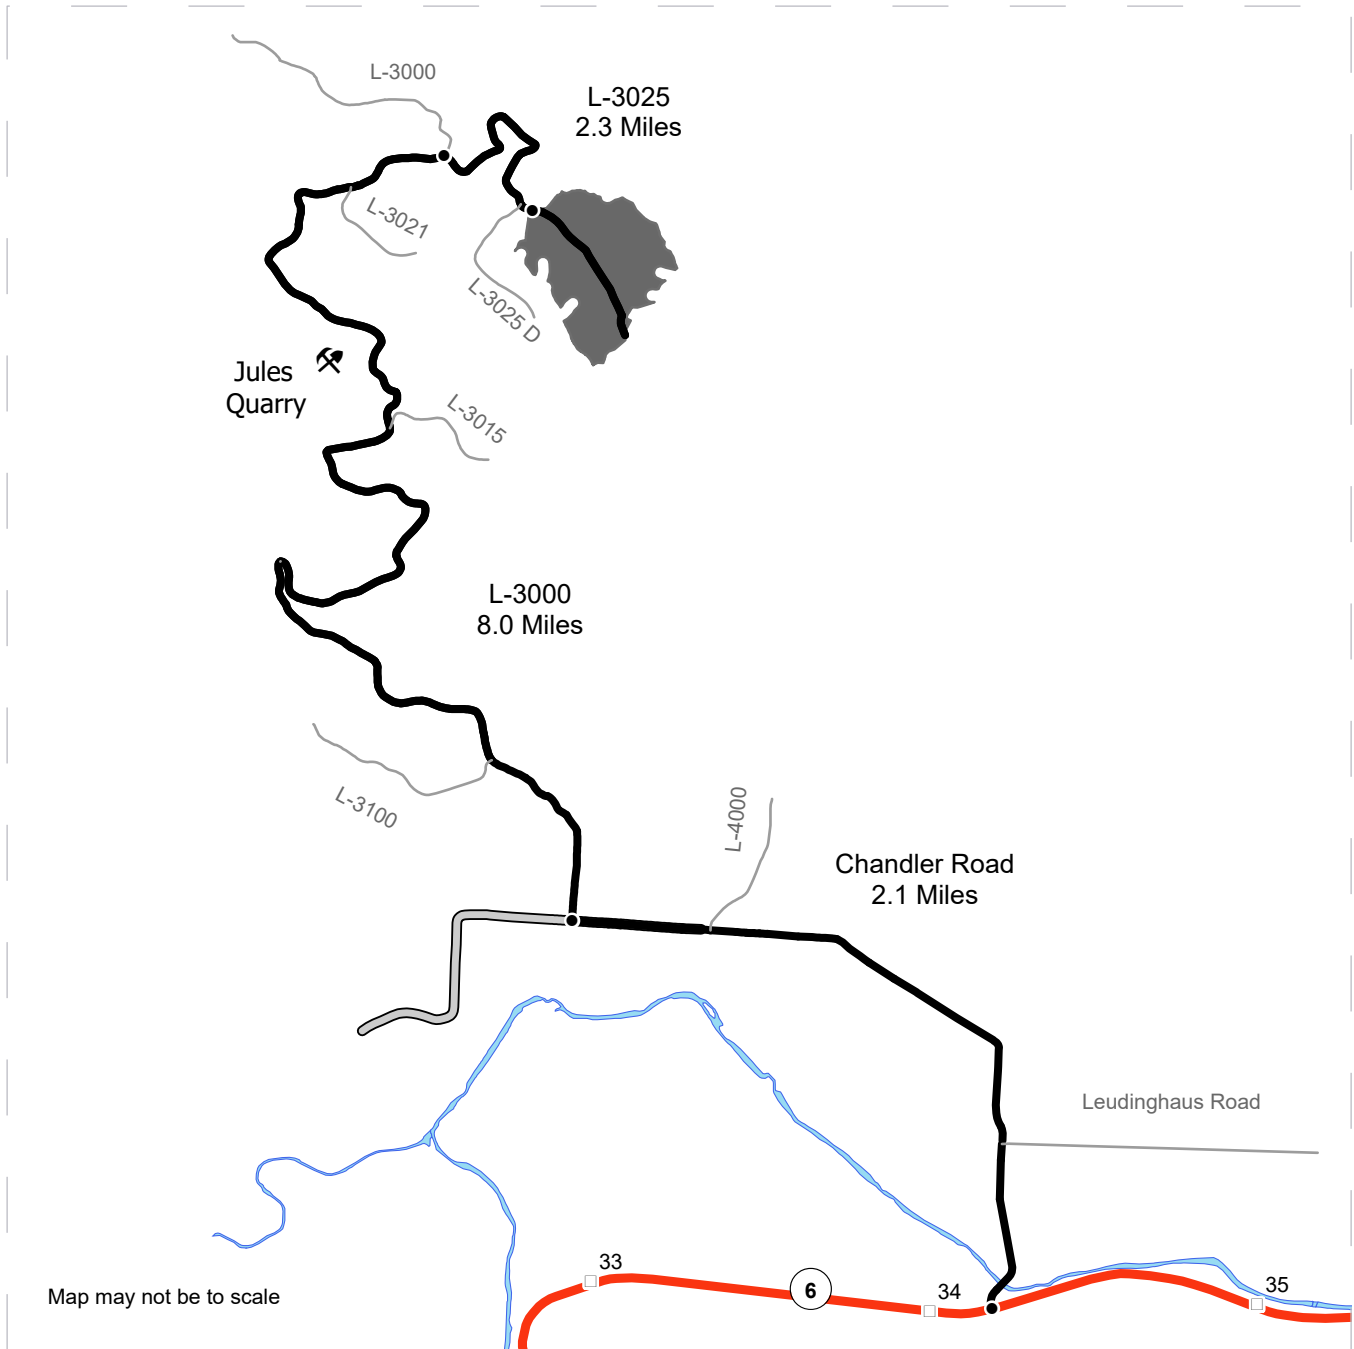 L-3000
L-3025
2.3 Miles
L-3021
L-3025 D
Jules
Quarry
L-3015
L-3000
8.0 Miles
L-3100
L-4000
Chandler Road
2.1 Miles
Leudinghaus Road
33
6
34
35
Map may not be to scale